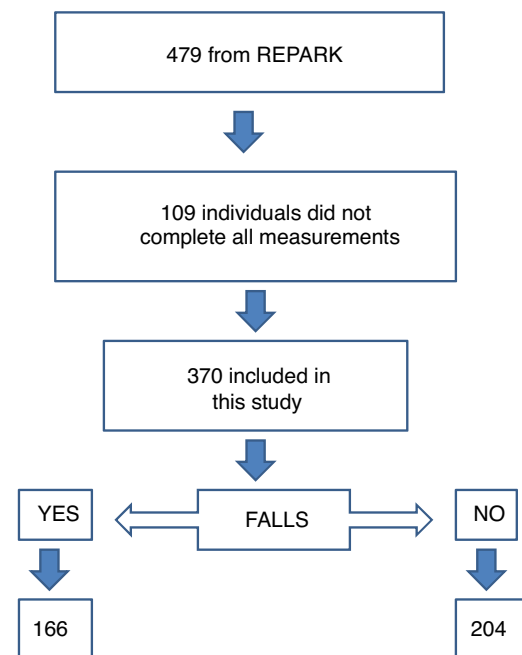 479 from REPARK
109 individuals did not
complete all measurements
370 included in
this study
YES
FALLS
NO
166
204